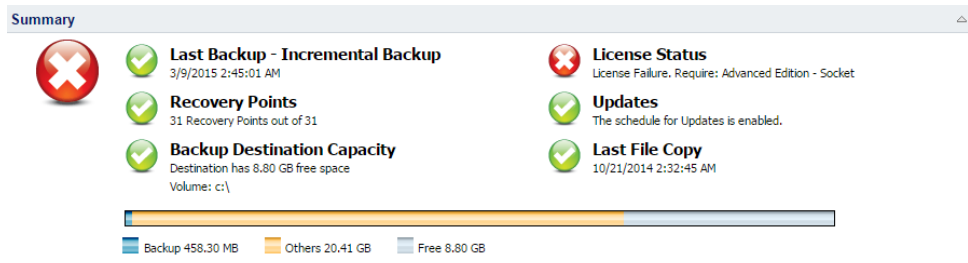 Summary
Last Backup - Incremental Backup
3/9/2015 2:45:01 AM
License Status
License Failure. Require: Advanced Edition - Socket
Recovery Points
31 Recovery Points out of 31
Updates
The schedule for Updates is enabled.
Backup Destination Capacity
Destination has 8.80 GB free space
Volume: c:\
Last File Copy
10/21/2014 2:32:45 AM
Backup 458.30 MB
Others 20.41 GB
Free 8.80 GB